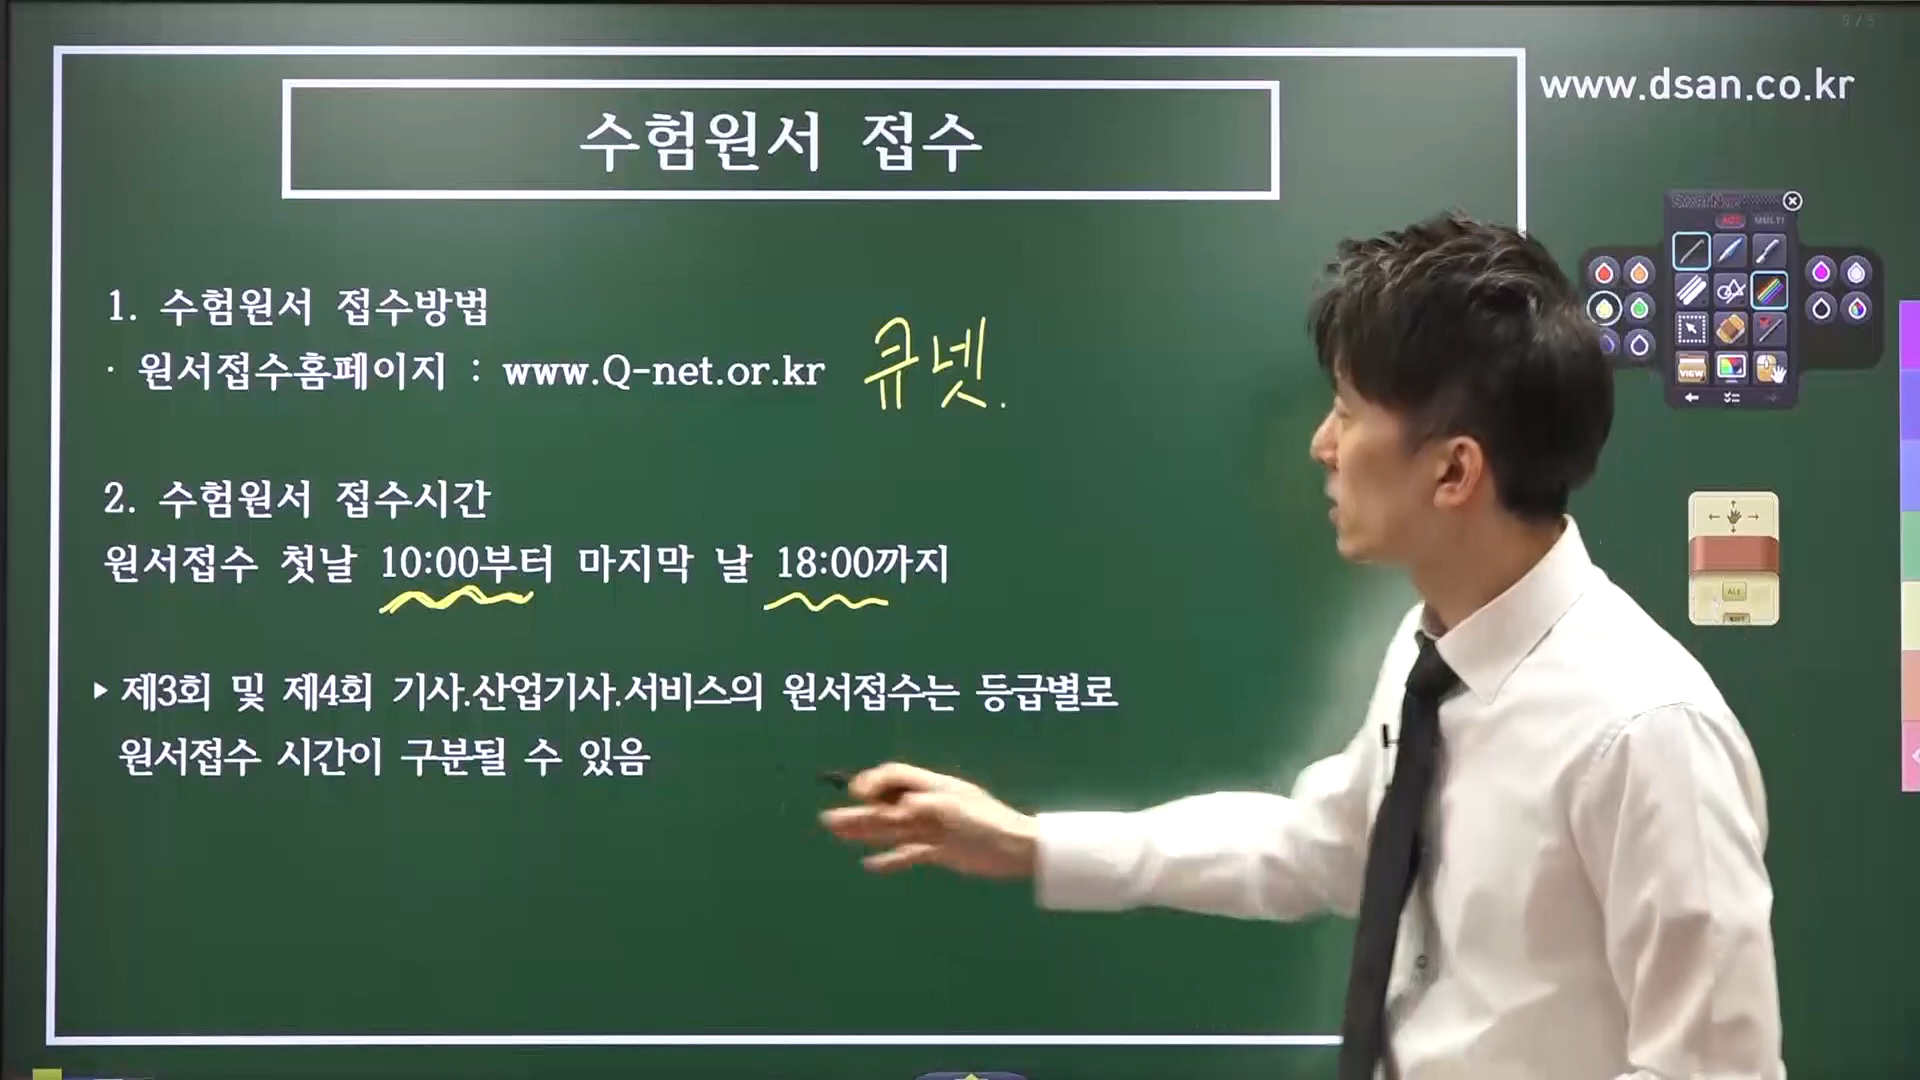 9 / 5
www.dsan.co.kr
수험원서 접수
1. 수험원서 접수방법
· 원서접수홈페이지 : www.Q-net.or.kr 큐넷.
2. 수험원서 접수시간
원서접수 첫날 10:00부터 마지막 날 18:00까지
▸ 제3회 및 제4회 기사.산업기사.서비스의 원서접수는 등급별로
원서접수 시간이 구분될 수 있음
MULTI
VIEW
ALL